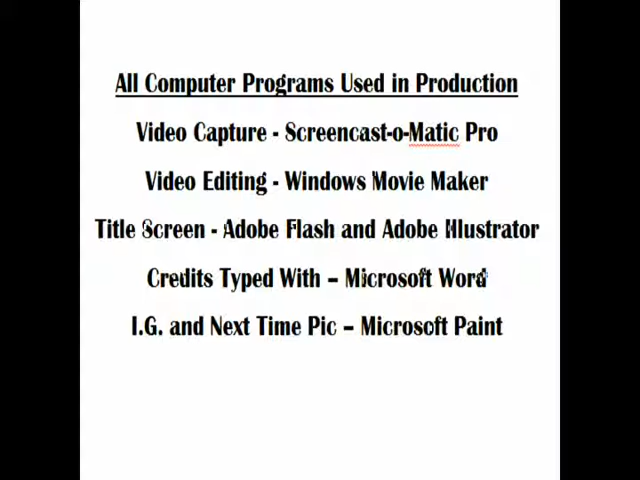 All Computer Programs Used in Production
Video Capture - Screencast-o-Matic Pro
Video Editing - Windows Movie Maker
Title Screen - Adobe Flash and Adobe Illustrator
Credits Typed With – Microsoft Word
I.G. and Next Time Pic – Microsoft Paint